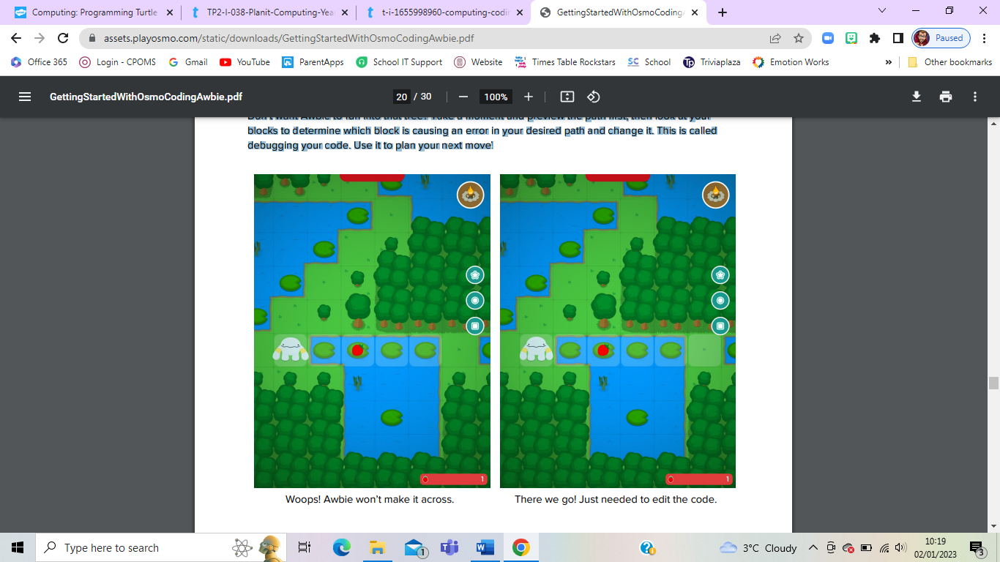 Computing: Programming Turtle
TP2-I-038-Planit-Computing-Yea
t-i-1655998960-computing-codin
GettingStartedWithOsmoCodingA
assets.playosmo.com/static/downloads/GettingStartedWithOsmoCodingAwbie.pdf
Paused
Office 365
Login - CPOMS
Gmail
YouTube
ParentApps
School IT Support
Website
Times Table Rockstars
SC School
Tp Triviaplaza
Emotion Works
»
Other bookmarks
GettingStartedWithOsmoCodingAwbie.pdf
20 / 30
100%
Don't want Awbie to run into that tree? Take a moment and preview the path first, then look at your
blocks to determine which block is causing an error in your desired path and change it. This is called
debugging your code. Use it to plan your next move!
1
1
Woops! Awbie won't make it across.
There we go! Just needed to edit the code.
Type here to search
1
3°C Cloudy
10:19
02/01/2023
3